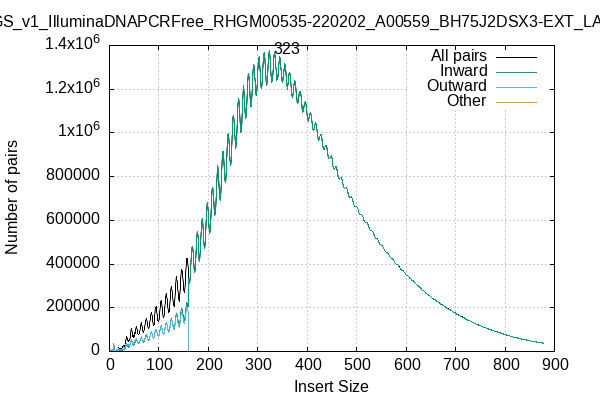 GS_v1_IlluminaDNAPCRFree_RHGM00535-220202_A00559_BH75J2DSX3-EXT_LA
323
All pairs
Inward
Outward
Other
1.4x10^6
1.2x10^6
1x10^6
800000
600000
400000
200000
0
Number of pairs
0 100 200 300 400 500 600 700 800 900
Insert Size